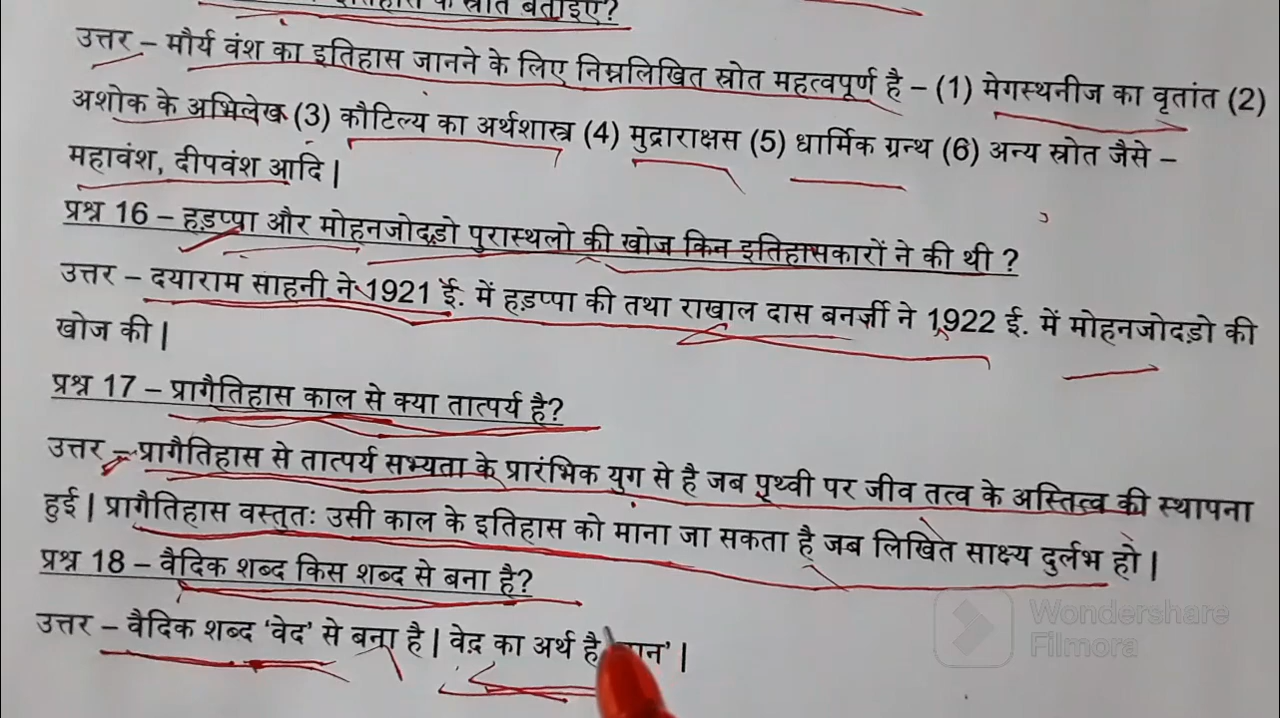 के स्रोत बताइए?
उत्तर – मौर्य वंश का इतिहास जानने के लिए निम्नलिखित स्रोत महत्वपूर्ण है – (1) मेगस्थनीज का वृतांत (2)
अशोक के अभिलेख (3) कौटिल्य का अर्थशास्त्र (4) मुद्राराक्षस (5) धार्मिक ग्रन्थ (6) अन्य स्रोत जैसे –
महावंश, दीपवंश आदि |
प्रश्न 16 – हड़प्पा और मोहनजोदड़ो पुरास्थलो की खोज किन इतिहासकारों ने की थी ?
उत्तर – दयाराम साहनी ने 1921 ई. में हड़प्पा की तथा राखाल दास बनर्जी ने 1922 ई. में मोहनजोदड़ो की
खोज की |
प्रश्न 17 – प्रागैतिहास काल से क्या तात्पर्य है?
उत्तर – प्रागैतिहास से तात्पर्य सभ्यता के प्रारंभिक युग से है जब पृथ्वी पर जीव तत्व के अस्तित्व की स्थापना
हुई | प्रागैतिहास वस्तुतः उसी काल के इतिहास को माना जा सकता है जब लिखित साक्ष्य दुर्लभ हो |
प्रश्न 18 – वैदिक शब्द किस शब्द से बना है?
उत्तर – वैदिक शब्द ‘वेद’ से बना है | वेद का अर्थ है
Wondershare
Filmora